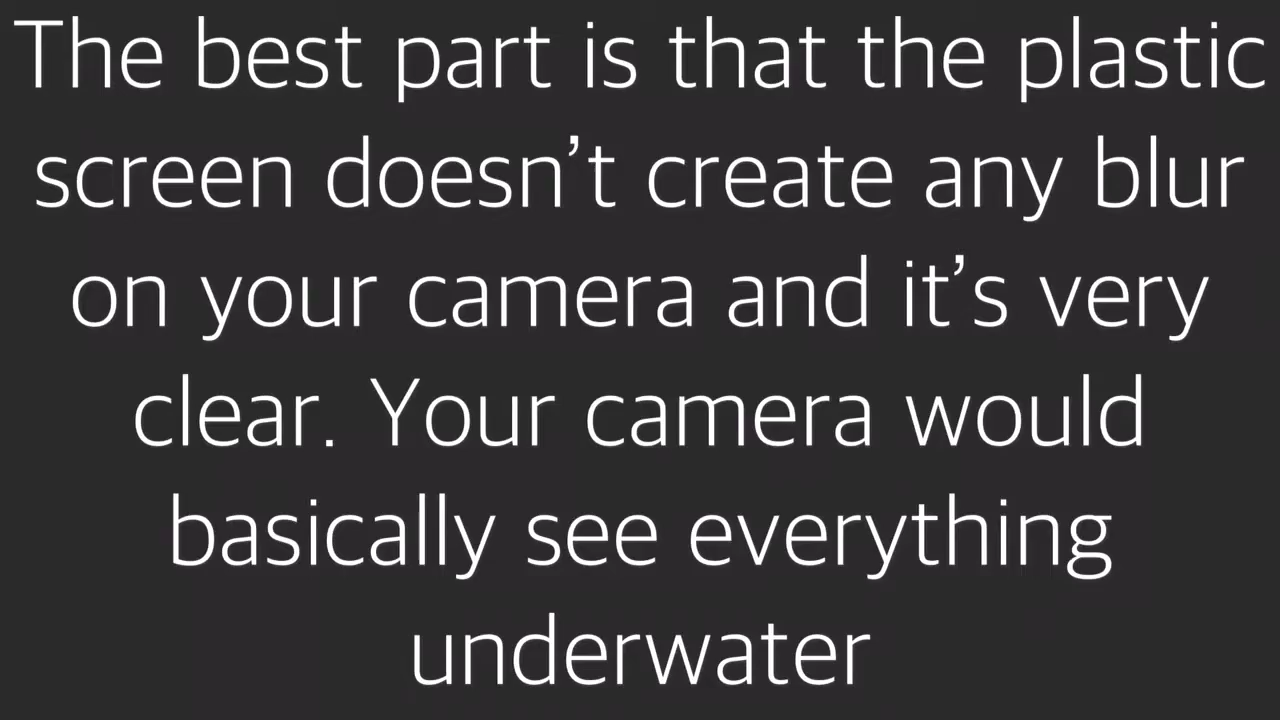 The best part is that the plastic
screen doesn’t create any blur
on your camera and it’s very
clear. Your camera would
basically see everything
underwater